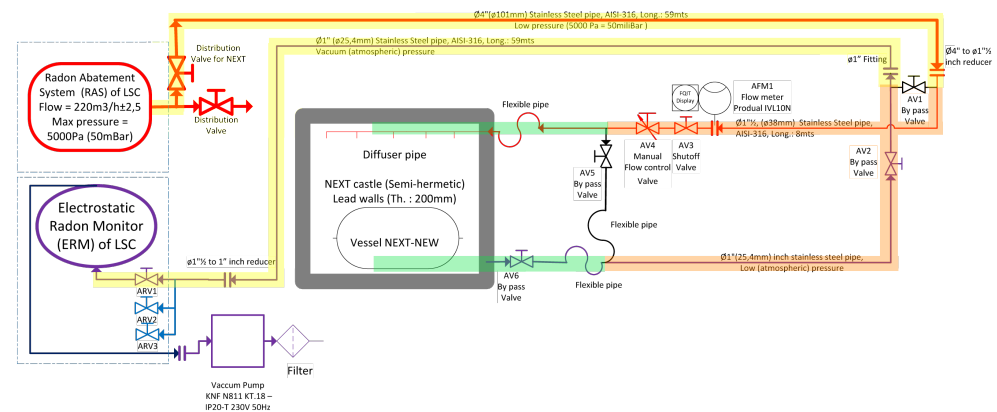 Ø4"(ø101mm) Stainless Steel pipe, AISI-316, Long.: 59mts
Low pressure (5000 Pa = 50miliBar )
Ø1" (ø25,4mm) Stainless Steel pipe, AISI-316, Long.: 59mts
Vacuum (atmospheric) pressure
Distribution
Valve for NEXT
Ø4" to ø1"½
inch reducer
ø1" Fitting
Radon Abatement
System (RAS) of LSC
Flow = 220m3/h±2,5
Max pressure =
5000Pa (50mBar)
Distribution
Valve
Flexible pipe
FQIT
Display
AFM1
Flow meter
Produal IVL10N
AV1
By pass
Valve
Ø1"½, (ø38mm) Stainless Steel pipe,
AISI-316, Long.: 8mts
Diffuser pipe
AV4
Manual
Flow control
Valve
AV3
Shutoff
Valve
AV2
By pass
Valve
AV5
By pass
Valve
NEXT castle (Semi-hermetic)
Lead walls (Th. : 200mm)
Vessel NEXT-NEW
Flexible pipe
Electrostatic
Radon Monitor
(ERM) of LSC
ø1"½ to 1" inch reducer
AV6
By pass
Valve
Flexible pipe
Ø1"(25,4mm) inch stainless steel pipe,
Low (atmospheric) pressure
ARV1
ARV2
ARV3
Filter
Vaccum Pump
KNF N811 KT.18 –
IP20-T 230V 50Hz